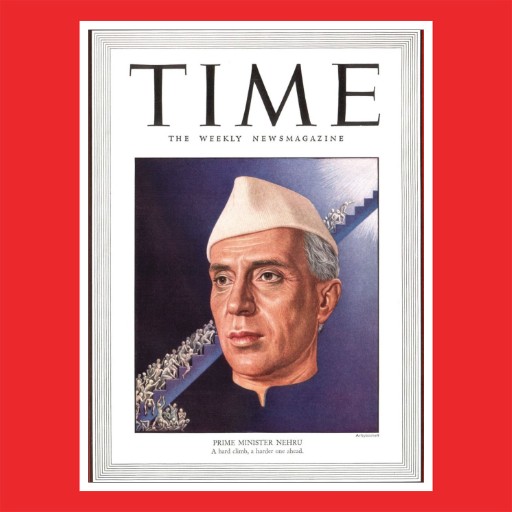 TIME
THE WEEKLY NEWSMAGAZINE
PRIME MINISTER NEHRU
A hard climb, a harder one ahead.